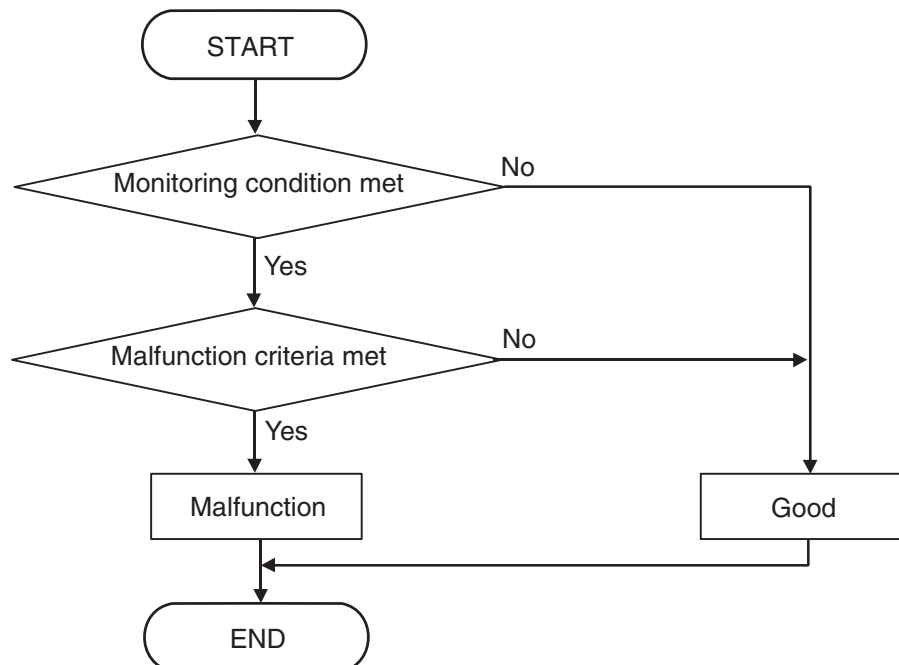 START
Monitoring condition met
No
Yes
Malfunction criteria met
No
Yes
Malfunction
Good
END